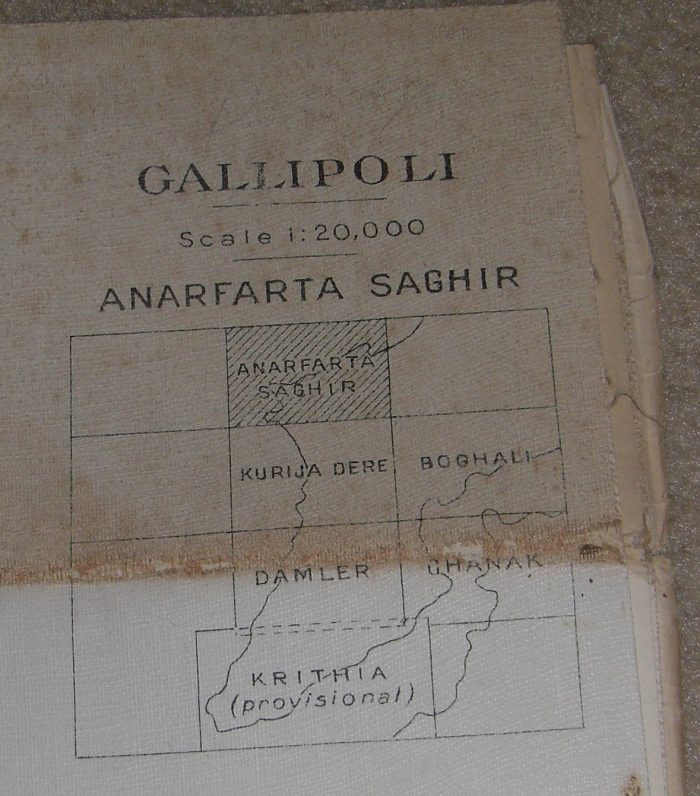 GALLIPOLI
Scale 1:20,000
ANARFARTA SAGHIR
ANARFARTA
SAGHIR
KURIJA DERE
BOGHALI
DAMLER
CHANAK
KRITHIA
(provisional)